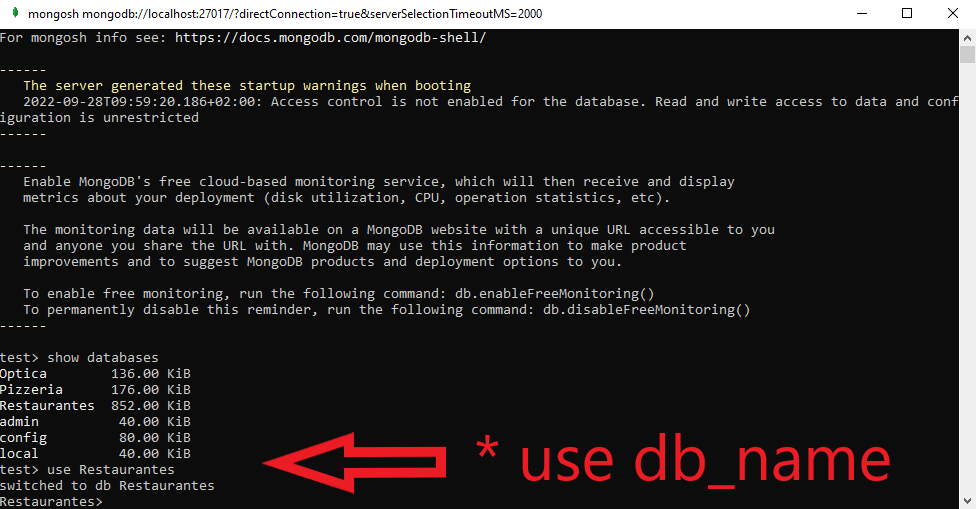 mongosh mongodb://localhost:27017/?directConnection=true&serverSelectionTimeoutMS=2000
For mongosh info see: https://docs.mongodb.com/mongodb-shell/
------
The server generated these startup warnings when booting
2022-09-28T09:59:20.186+02:00: Access control is not enabled for the database. Read and write access to data and conf
iguration is unrestricted
------
------
Enable MongoDB's free cloud-based monitoring service, which will then receive and display
metrics about your deployment (disk utilization, CPU, operation statistics, etc).
The monitoring data will be available on a MongoDB website with a unique URL accessible to you
and anyone you share the URL with. MongoDB may use this information to make product
improvements and to suggest MongoDB products and deployment options to you.
To enable free monitoring, run the following command: db.enableFreeMonitoring()
To permanently disable this reminder, run the following command: db.disableFreeMonitoring()
------
test> show databases
Optica 136.00 KiB
Pizzeria 176.00 KiB
Restaurantes 852.00 KiB
admin 40.00 KiB
config 80.00 KiB
local 40.00 KiB
test> use Restaurantes
switched to db Restaurantes
Restaurantes>
* use db_name